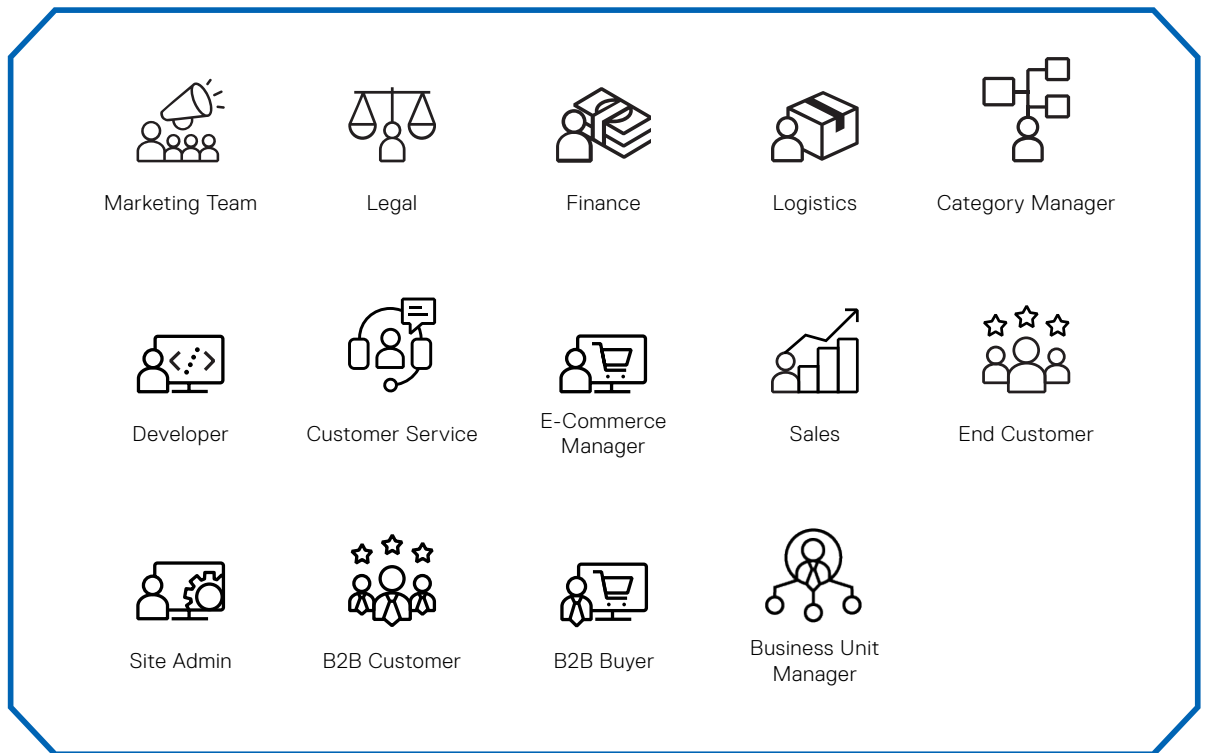 Marketing Team
Legal
Finance
Logistics
Category Manager
Developer
Customer Service
E-Commerce
Manager
Sales
End Customer
Site Admin
B2B Customer
B2B Buyer
Business Unit
Manager